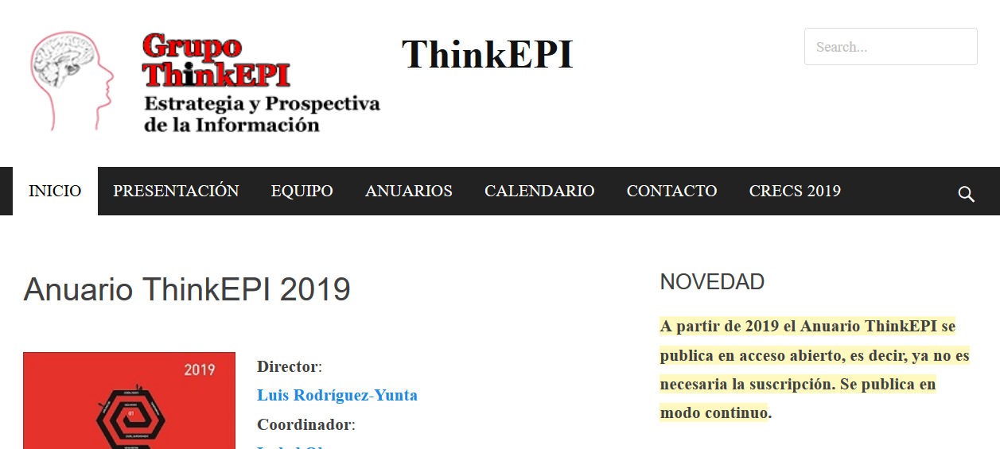 Grupo
ThinkEPI
Estrategia y Prospectiva
de la Información
ThinkEPI
Search...
INICIO PRESENTACIÓN EQUIPO ANUARIOS CALENDARIO CONTACTO CRECS 2019
Anuario ThinkEPI 2019
2019
Director:
Luis Rodríguez-Yunta
Coordinador:
NOVEDAD
A partir de 2019 el Anuario ThinkEPI se
publica en acceso abierto, es decir, ya no es
necesaria la suscripción. Se publica en
modo continuo.